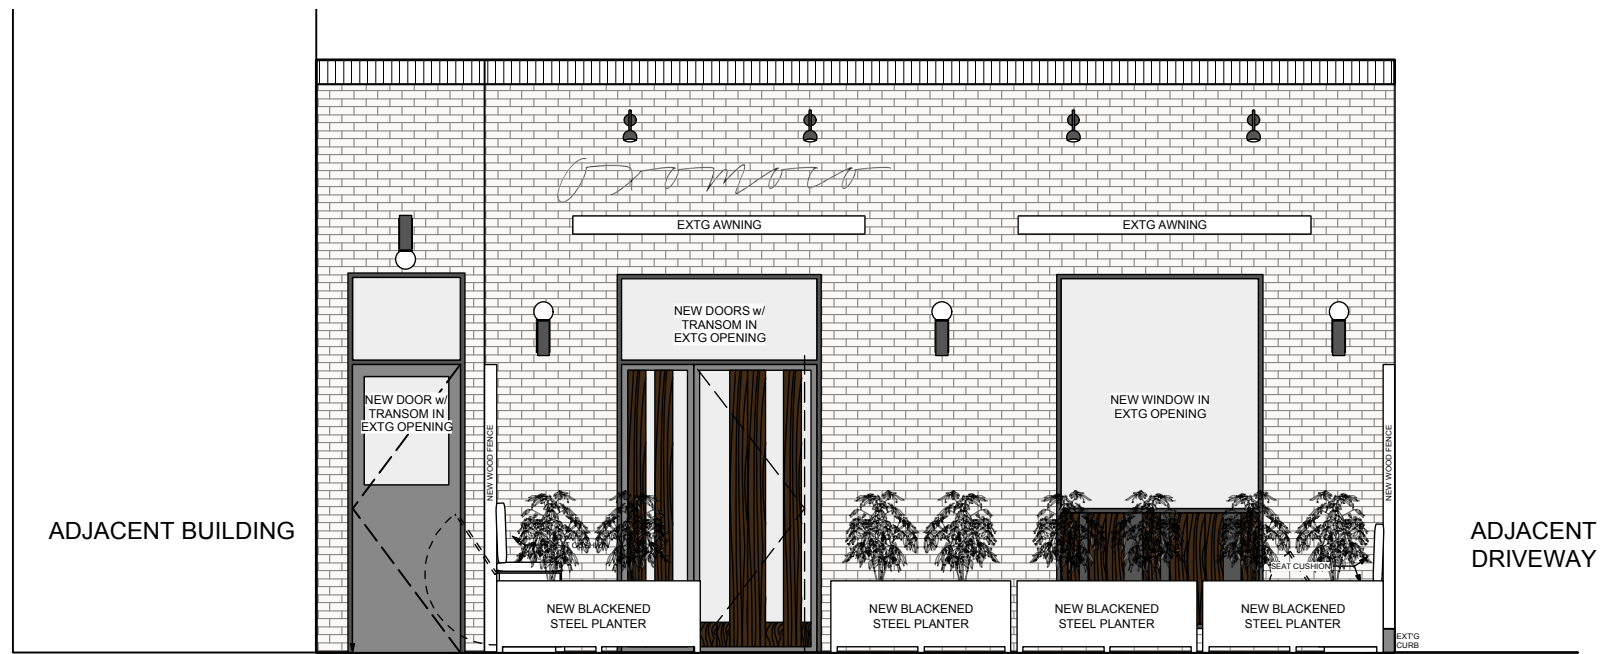 Oxomoco
EXTG AWNING
EXTG AWNING
NEW DOORS w/
TRANSOM IN
EXTG OPENING
NEW DOOR w/
TRANSOM IN
EXTG OPENING
NEW WINDOW IN
EXTG OPENING
NEW WOOD FENCE
NEW WOOD FENCE
ADJACENT BUILDING
ADJACENT
DRIVEWAY
SEAT CUSHION
NEW BLACKENED
STEEL PLANTER
NEW BLACKENED
STEEL PLANTER
NEW BLACKENED
STEEL PLANTER
NEW BLACKENED
STEEL PLANTER
EXT'G
CURB